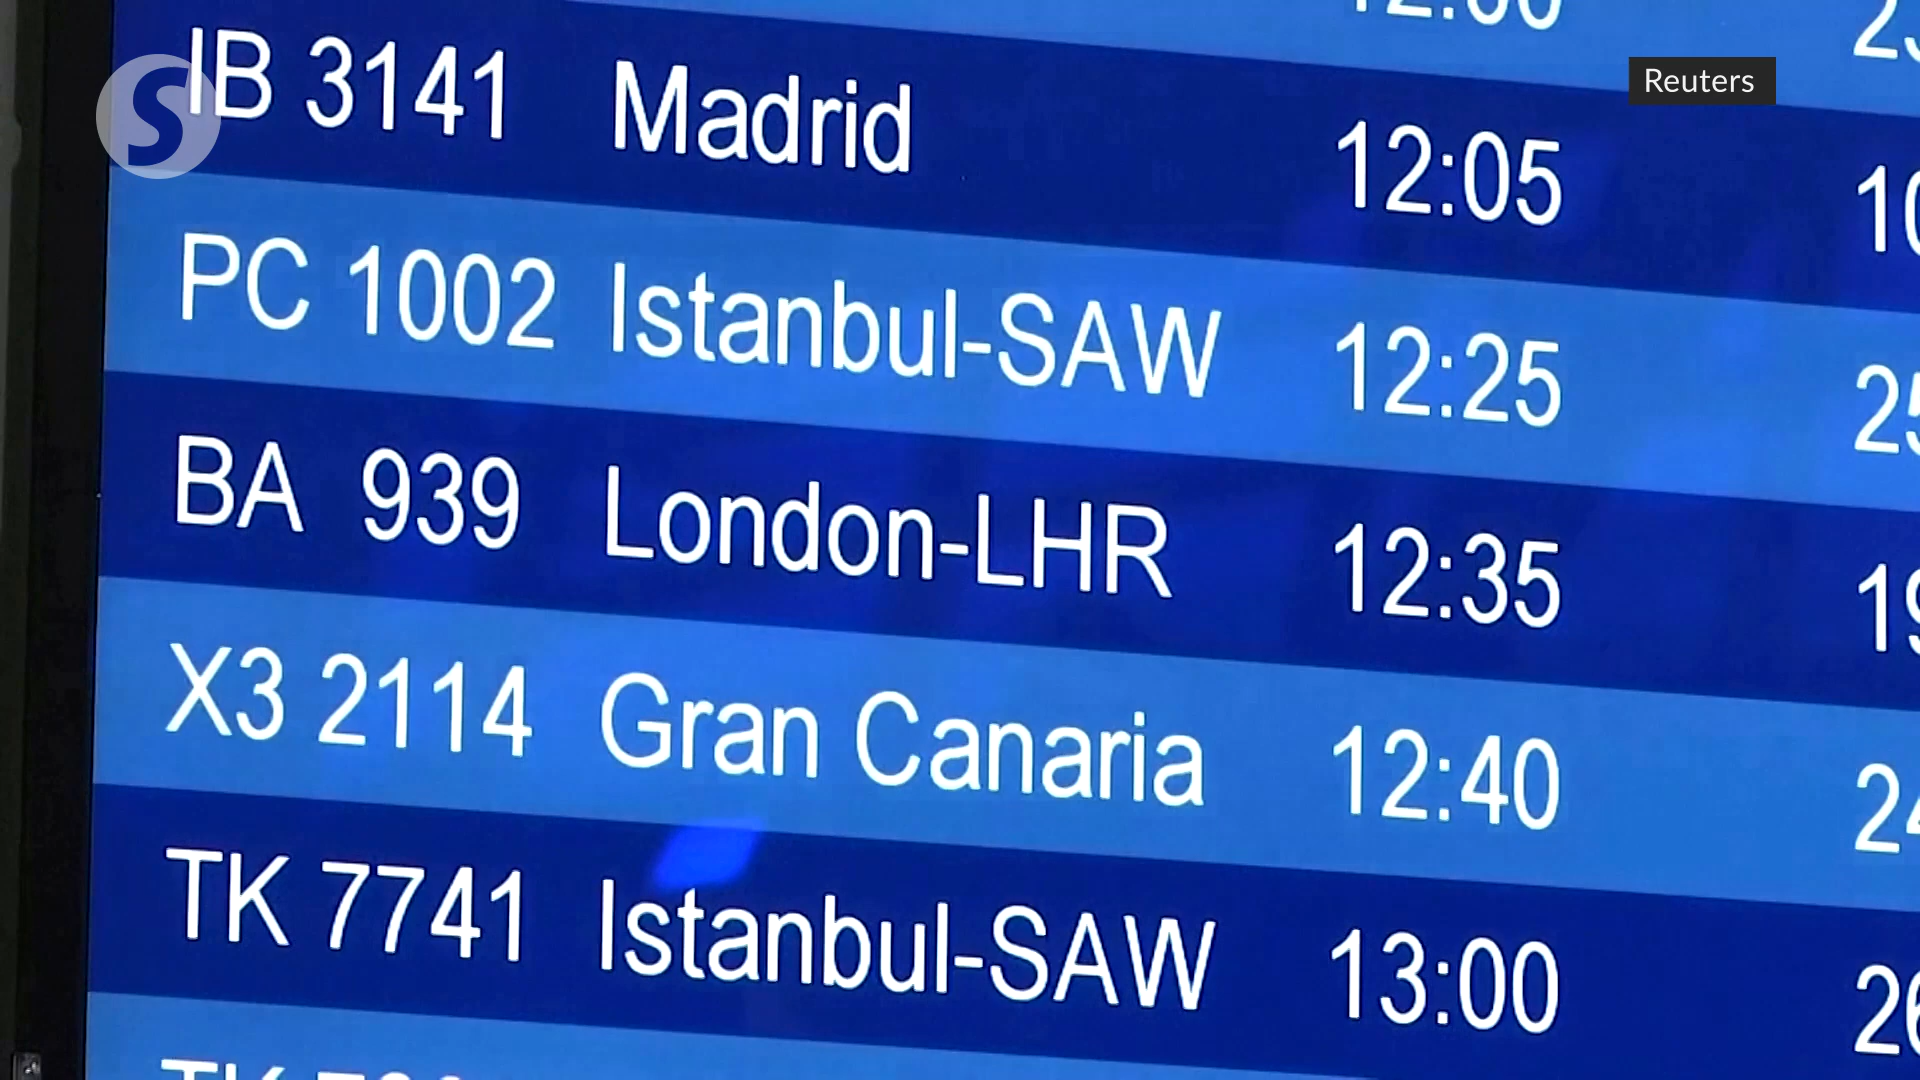 Reuters
S
IB 3141 Madrid 12:05
PC 1002 Istanbul-SAW 12:25
BA 939 London-LHR 12:35
X3 2114 Gran Canaria 12:40
TK 7741 Istanbul-SAW 13:00
TK